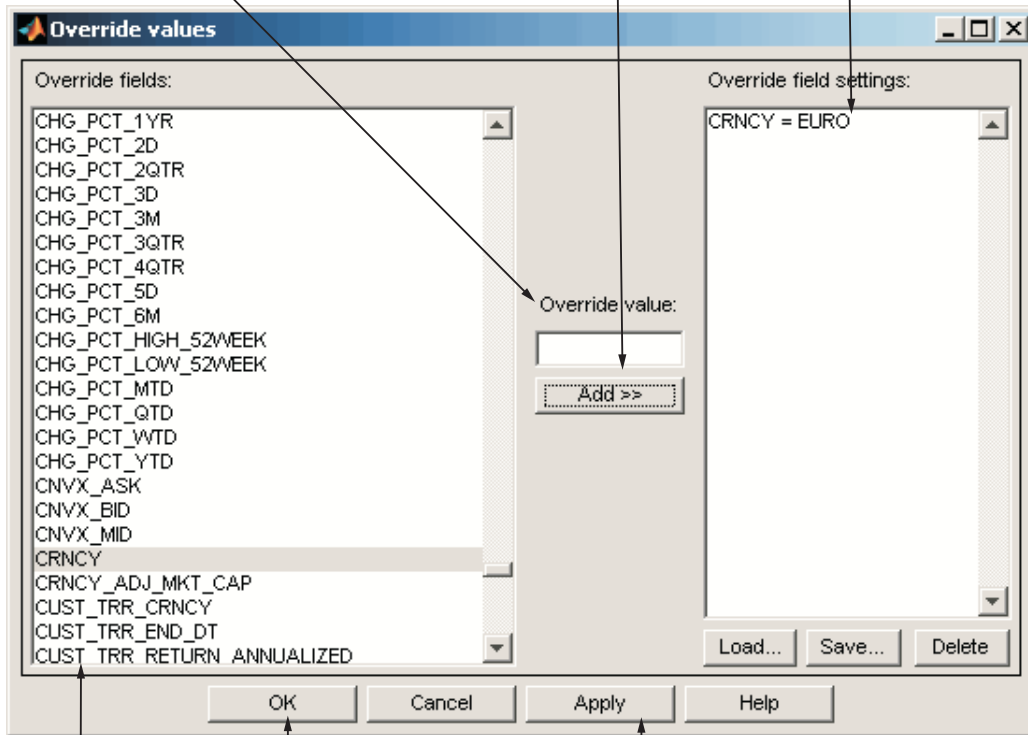 Override values
Override fields:
CHG_PCT_1YR
CHG_PCT_2D
CHG_PCT_2QTR
CHG_PCT_3D
CHG_PCT_3M
CHG_PCT_3QTR
CHG_PCT_4QTR
CHG_PCT_5D
CHG_PCT_6M
CHG_PCT_HIGH_52WEEK
CHG_PCT_LOW_52WEEK
CHG_PCT_MTD
CHG_PCT_QTD
CHG_PCT_WTD
CHG_PCT_YTD
CNVX_ASK
CNVX_BID
CNVX_MID
CRNCY
CRNCY_ADJ_MKT_CAP
CUST_TRR_CRNCY
CUST_TRR_END_DT
CUST_TRR_RETURN_ANNUALIZED
Override value:
Add >>
Override field settings:
CRNCY = EURO
Load...
Save...
Delete
OK
Cancel
Apply
Help